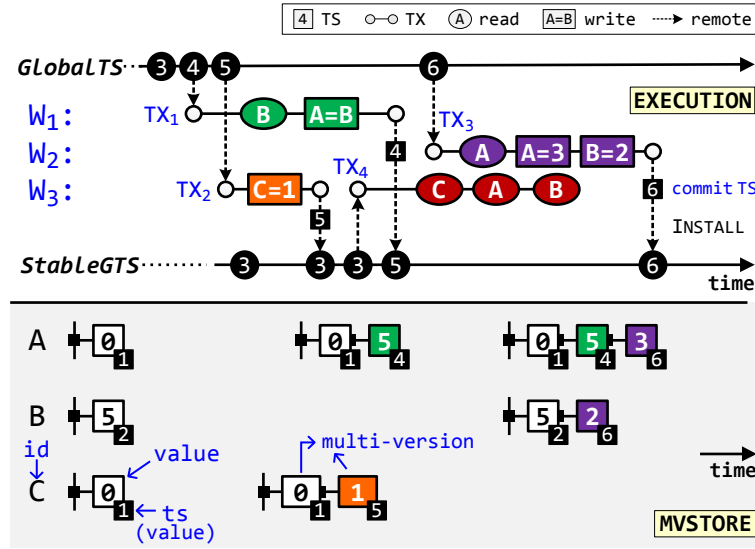 4 TS TX A read A=B write remote
GlobalTS 3 4 5 6
EXECUTION
W1: TX1 B A=B
4
TX3
W2: A A=3 B=2
TX4
W3: TX2 C=1 C A B
5
6 commit TS
INSTALL
StableGTS 3 3 3 5 6
time
A 0 1 0 1 5 4 0 1 5 4 3 6
B 5 2 5 2 2 6
id value multi-version
time
C 0 1 0 1 1 5
ts
(value)
MVSTORE